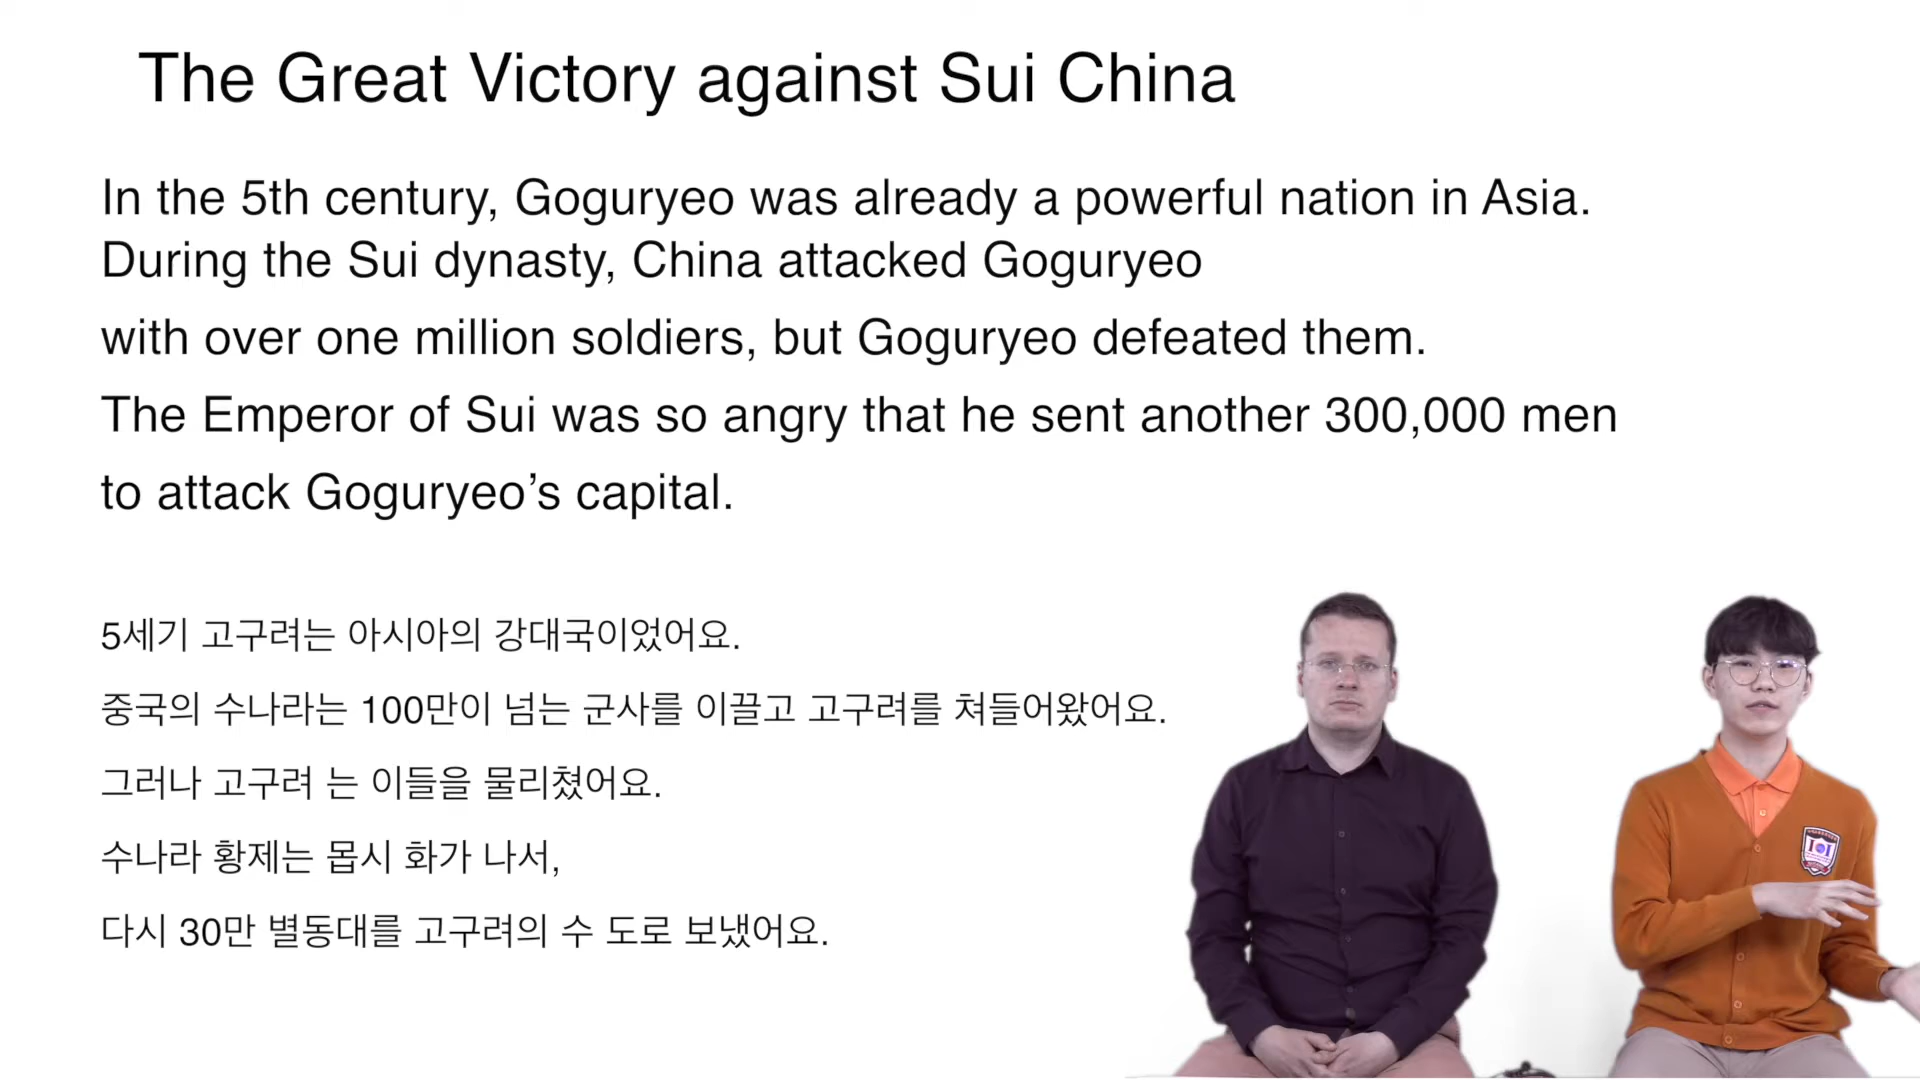 The Great Victory against Sui China
In the 5th century, Goguryeo was already a powerful nation in Asia.
During the Sui dynasty, China attacked Goguryeo
with over one million soldiers, but Goguryeo defeated them.
The Emperor of Sui was so angry that he sent another 300,000 men
to attack Goguryeo’s capital.
5세기 고구려는 아시아의 강대국이었어요.
중국의 수나라는 100만이 넘는 군사를 이끌고 고구려를 쳐들어왔어요.
그러나 고구려 는 이들을 물리쳤어요.
수나라 황제는 몹시 화가 나서,
다시 30만 별동대를 고구려의 수 도로 보냈어요.